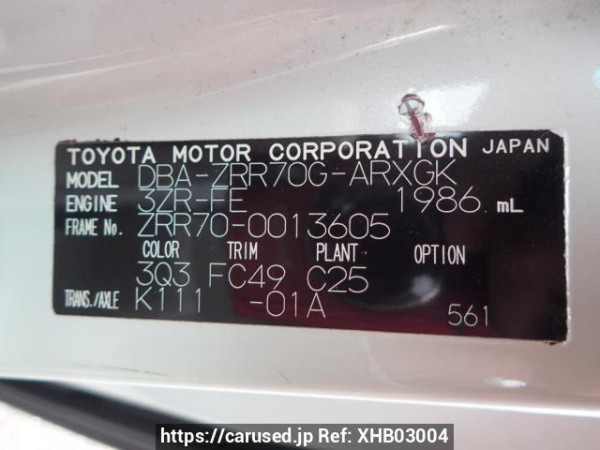 TOYOTA MOTOR CORPORATION JAPAN
MODEL DBA-ZRR70G-ARXGK
ENGINE 3ZR-FE 1986 mL
FRAME No. ZRR70-0013605
COLOR TRIM PLANT OPTION
3Q3 FC49 C25
TRANS./AXLE K111 -01A
561
https://carused.jp Ref: XHB03004